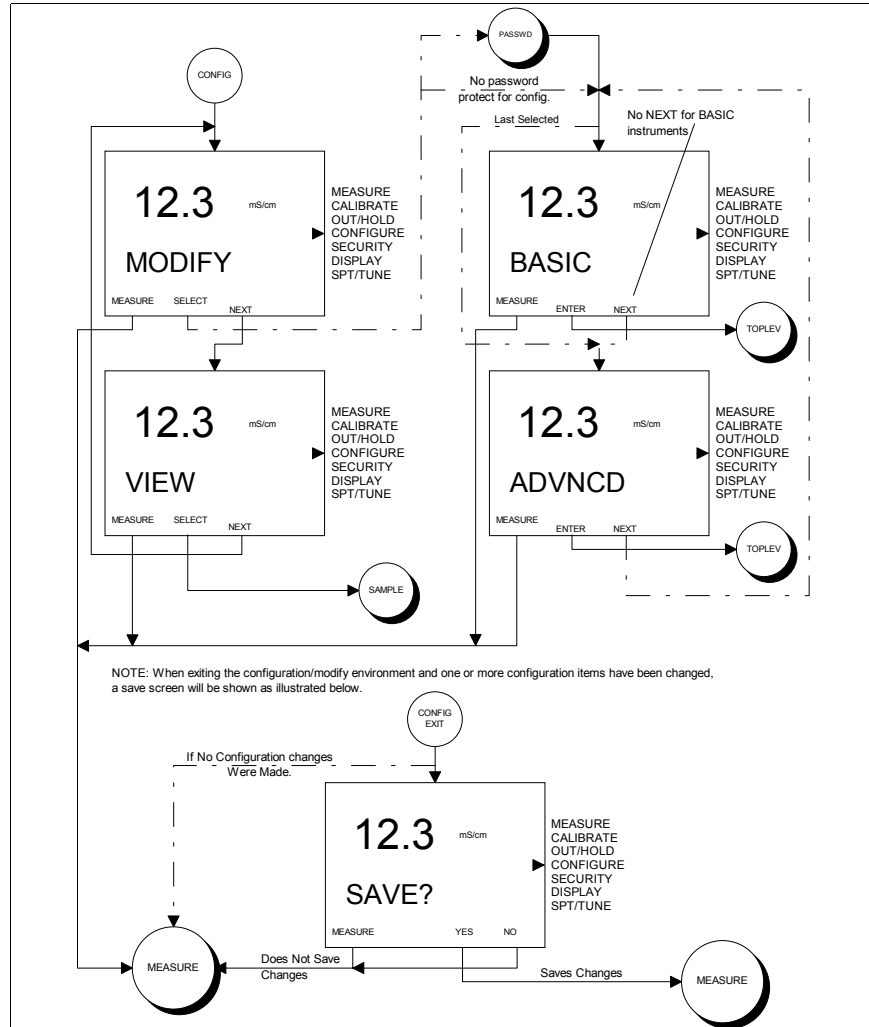 PASSWD
CONFIG
No password
protect for config.
Last Selected
No NEXT for BASIC
instruments
12.3 mS/cm
MODIFY
MEASURE SELECT NEXT
MEASURE
CALIBRATE
OUT/HOLD
CONFIGURE
SECURITY
DISPLAY
SPT/TUNE
12.3 mS/cm
BASIC
MEASURE ENTER NEXT
MEASURE
CALIBRATE
OUT/HOLD
CONFIGURE
SECURITY
DISPLAY
SPT/TUNE
TOPLEV
12.3 mS/cm
VIEW
MEASURE SELECT NEXT
MEASURE
CALIBRATE
OUT/HOLD
CONFIGURE
SECURITY
DISPLAY
SPT/TUNE
12.3 mS/cm
ADVNCD
MEASURE ENTER NEXT
MEASURE
CALIBRATE
OUT/HOLD
CONFIGURE
SECURITY
DISPLAY
SPT/TUNE
TOPLEV
SAMPLE
NOTE: When exiting the configuration/modify environment and one or more configuration items have been changed,
a save screen will be shown as illustrated below.
CONFIG
EXIT
If No Configuration changes
Were Made.
12.3 mS/cm
SAVE?
MEASURE YES NO
MEASURE
CALIBRATE
OUT/HOLD
CONFIGURE
SECURITY
DISPLAY
SPT/TUNE
MEASURE
Does Not Save
Changes
Saves Changes
MEASURE